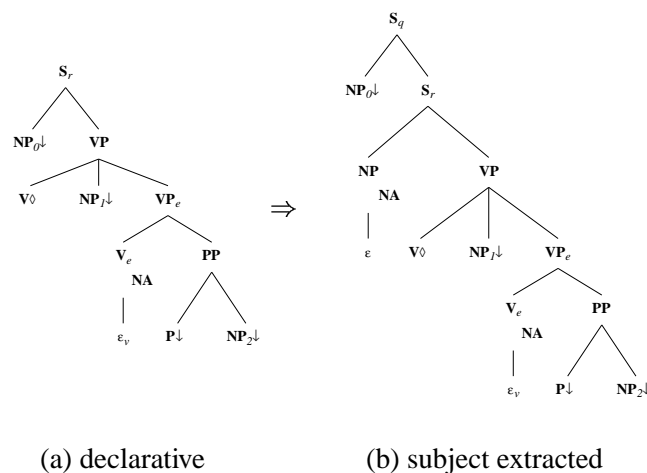 S_q
S_r
NP_0↓ S_r
NP_0↓ VP
NP VP
NA
V◊ NP_1↓ VP_e
⇒
ε V◊ NP_1↓ VP_e
V_e PP
NA
V_e PP
NA
ε_v P↓ NP_2↓
ε_v P↓ NP_2↓
(a) declarative (b) subject extracted